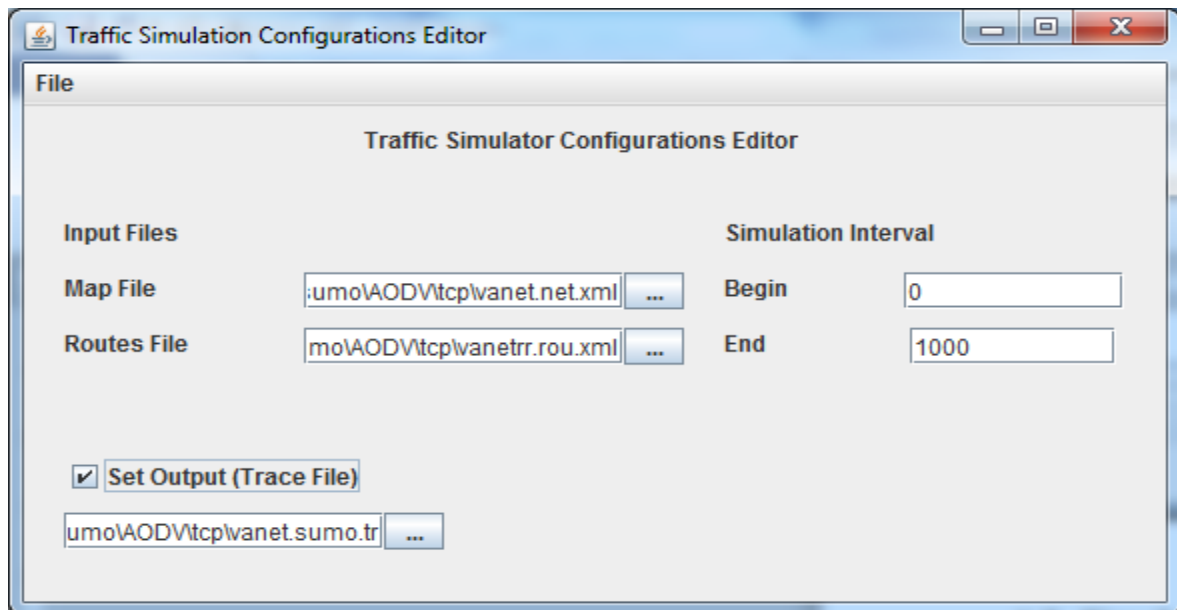 Traffic Simulation Configurations Editor
File
Traffic Simulator Configurations Editor
Input Files Simulation Interval
Map File sumo\AODV\tcp\vanet.net.xml ... Begin 0
Routes File mo\AODV\tcp\vanetrr.rou.xml ... End 1000
Set Output (Trace File)
umo\AODV\tcp\vanet.sumo.tr ...